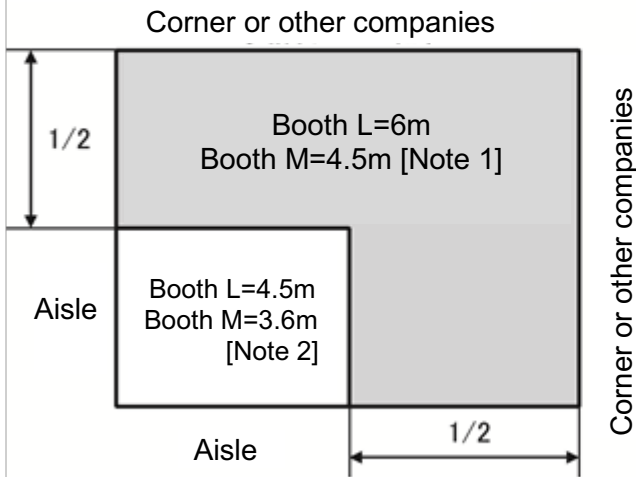 Corner or other companies
1/2
Booth L=6m
Booth M=4.5m [Note 1]
Corner or other companies
Aisle
Booth L=4.5m
Booth M=3.6m
[Note 2]
Aisle
1/2